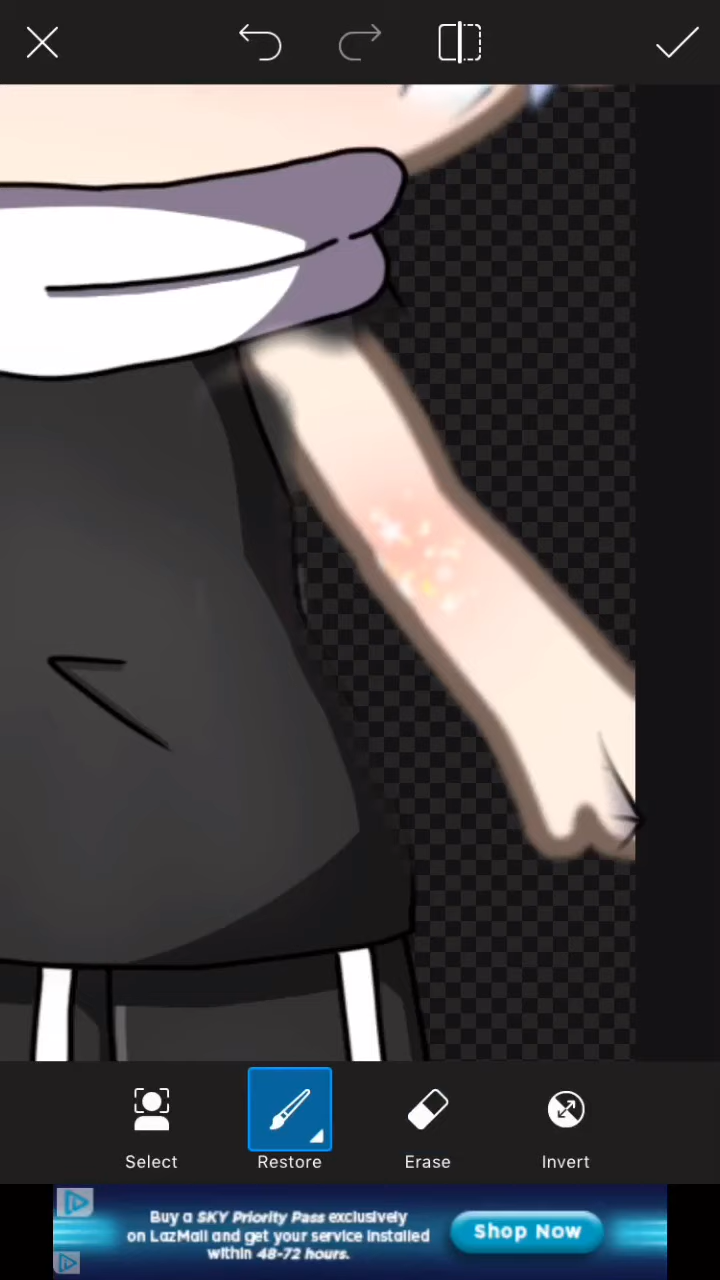 Select
Restore
Erase
Invert
Buy a SKY Priority Pass exclusively
on LazMall and get your service installed
within 48-72 hours.
Shop Now